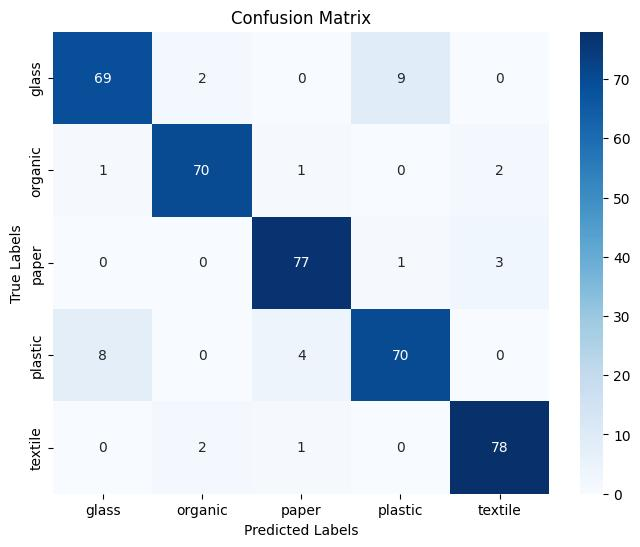 Confusion Matrix
True Labels
glass 69 2 0 9 0
organic 1 70 1 0 2
paper 0 0 77 1 3
plastic 8 0 4 70 0
textile 0 2 1 0 78
glass organic paper plastic textile
Predicted Labels
70
60
50
40
30
20
10
0